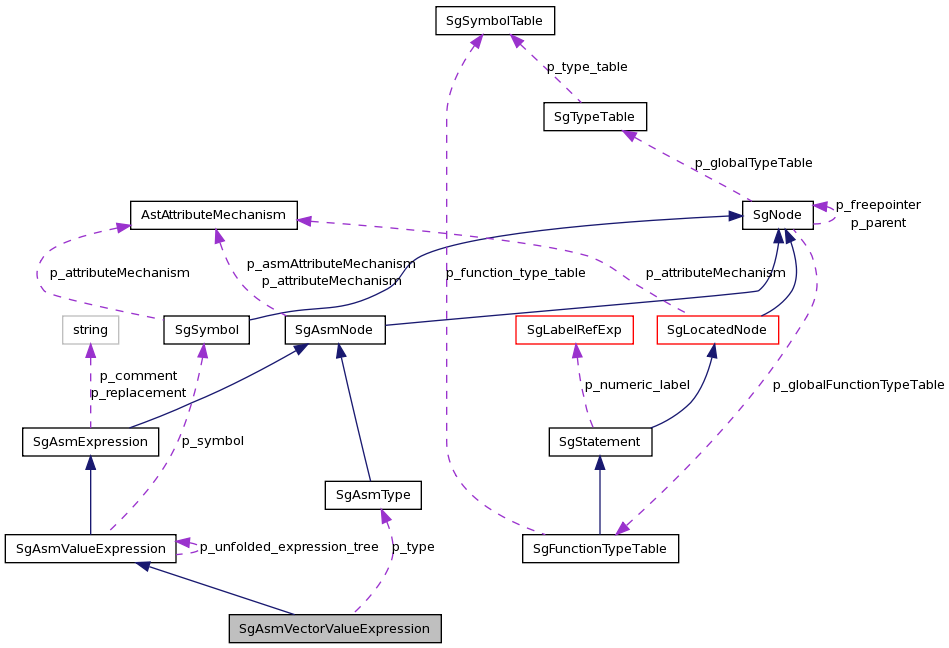 SgSymbolTable
p_type_table
SgTypeTable
p_globalTypeTable
AstAttributeMechanism
SgNode
p_freepointer
p_parent
p_attributeMechanism
p_asmAttributeMechanism
p_attributeMechanism
p_function_type_table
p_attributeMechanism
string
SgSymbol
SgAsmNode
SgLabelRefExp
SgLocatedNode
p_comment
p_replacement
p_numeric_label
p_globalFunctionTypeTable
SgAsmExpression
p_symbol
SgStatement
SgAsmType
SgAsmValueExpression
p_unfolded_expression_tree
p_type
SgFunctionTypeTable
SgAsmVectorValueExpression